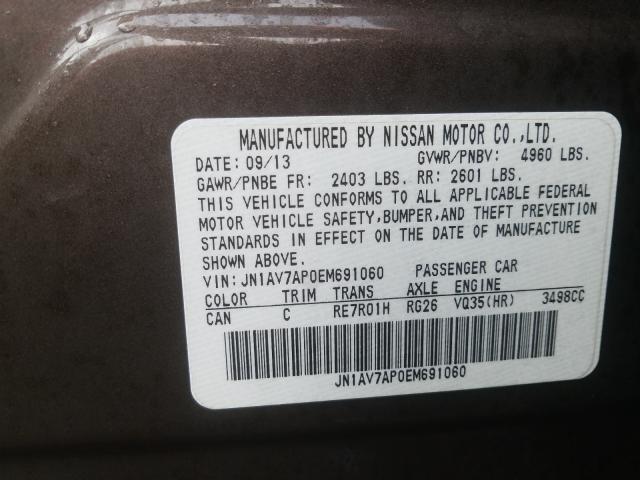 MANUFACTURED BY NISSAN MOTOR CO.,LTD.
DATE: 09/13 GVWR/PNBV: 4960 LBS.
GAWR/PNBE FR: 2403 LBS. RR: 2601 LBS.
THIS VEHICLE CONFORMS TO ALL APPLICABLE FEDERAL
MOTOR VEHICLE SAFETY,BUMPER,AND THEFT PREVENTION
STANDARDS IN EFFECT ON THE DATE OF MANUFACTURE
SHOWN ABOVE.
VIN: JN1AV7AP0EM691060 PASSENGER CAR
COLOR TRIM TRANS AXLE ENGINE
CAN C RE7R01H RG26 VQ35(HR) 3498CC
JN1AV7AP0EM691060